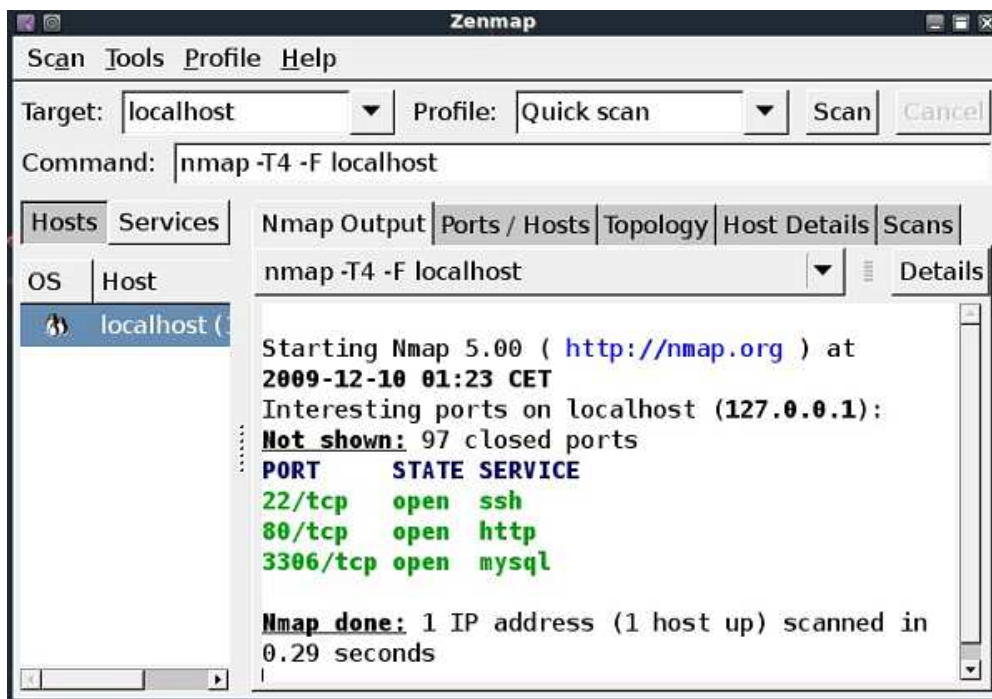 Zenmap
Scan Tools Profile Help
Target: localhost Profile: Quick scan Scan Cancel
Command: nmap -T4 -F localhost
Hosts Services Nmap Output Ports / Hosts Topology Host Details Scans
nmap -T4 -F localhost Details
OS Host
localhost (
Starting Nmap 5.00 ( http://nmap.org ) at
2009-12-10 01:23 CET
Interesting ports on localhost (127.0.0.1):
Not shown: 97 closed ports
PORT STATE SERVICE
22/tcp open ssh
80/tcp open http
3306/tcp open mysql
Nmap done: 1 IP address (1 host up) scanned in
0.29 seconds